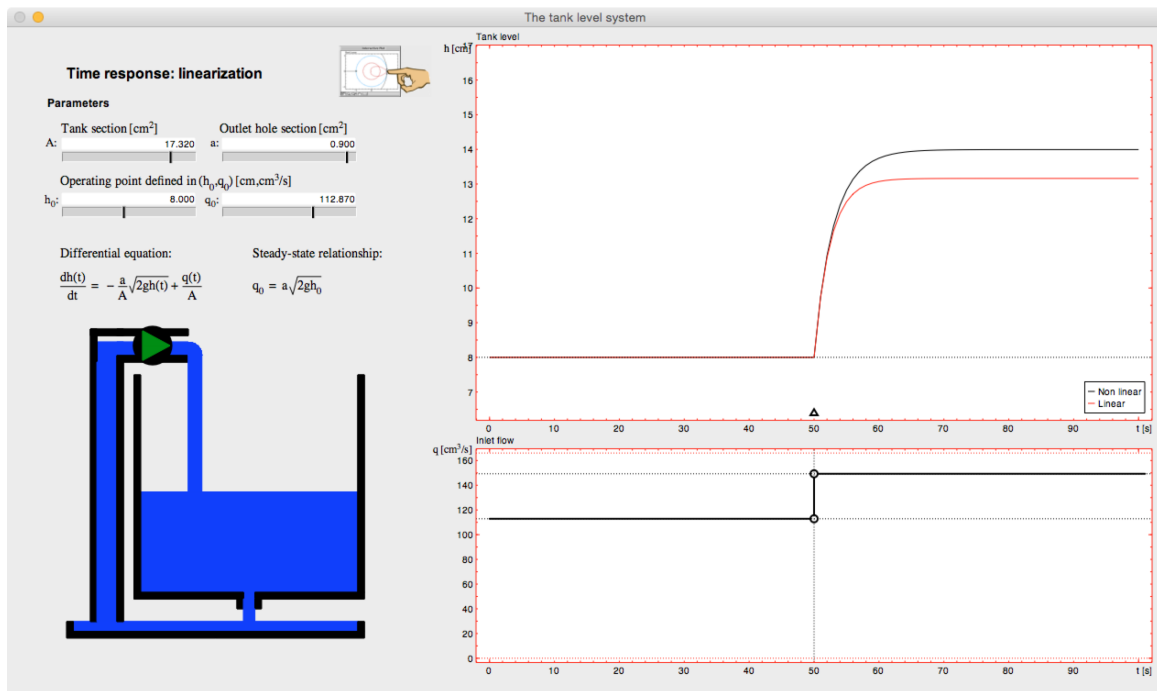 The tank level system
Time response: linearization
Parameters
Tank section [cm²] Outlet hole section [cm²]
A: 17.320 a: 0.900
Operating point defined in (h₀,q₀) [cm,cm³/s]
h₀: 8.000 q₀: 112.870
Differential equation: Steady-state relationship:
dh(t)/dt = − a/A √2gh(t) + q(t)/A q₀ = a√2gh₀
Tank level
h [cm]
17
16
15
14
13
12
11
10
9
8
7
Non linear
Linear
0 10 20 30 40 50 60 70 80 90 t [s]
Inlet flow
q [cm³/s]
160
140
120
100
80
60
40
20
0
0 10 20 30 40 50 60 70 80 90 t [s]